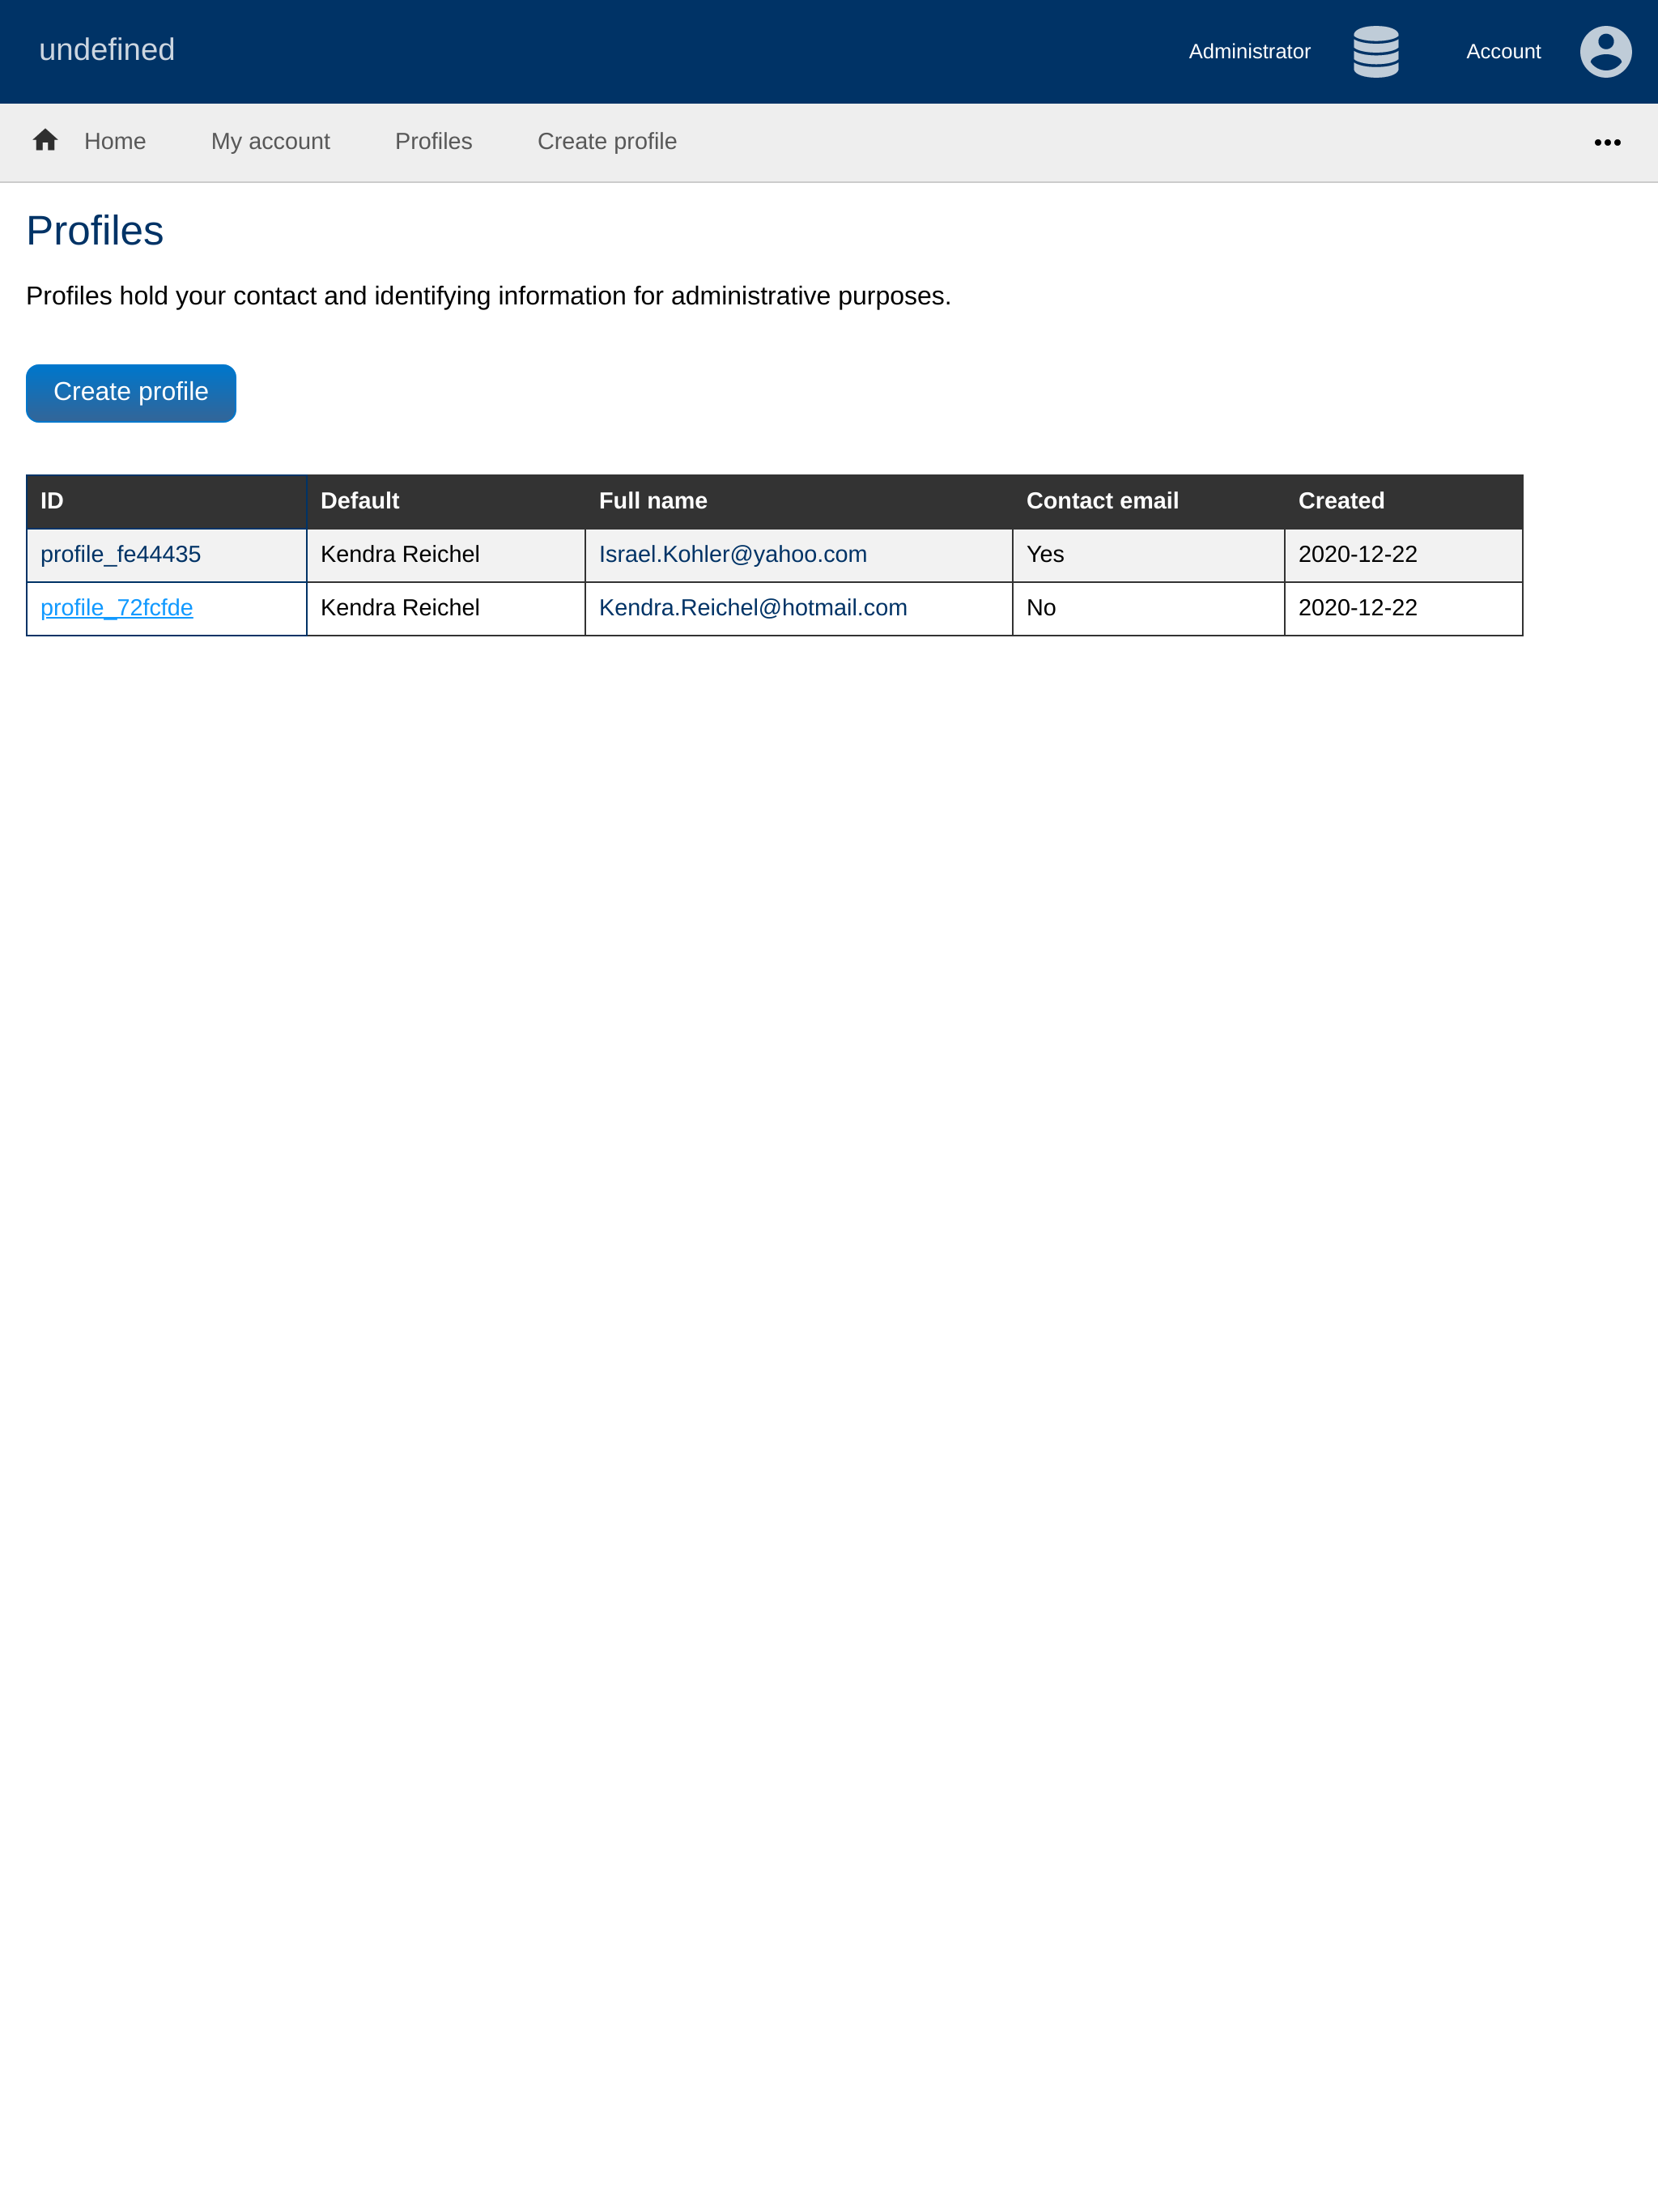 undefined Administrator Account
Home My account Profiles Create profile
Profiles
Profiles hold your contact and identifying information for administrative purposes.
Create profile
ID Default Full name Contact email Created
profile_fe44435 Kendra Reichel Israel.Kohler@yahoo.com Yes 2020-12-22
profile_72fcfde Kendra Reichel Kendra.Reichel@hotmail.com No 2020-12-22